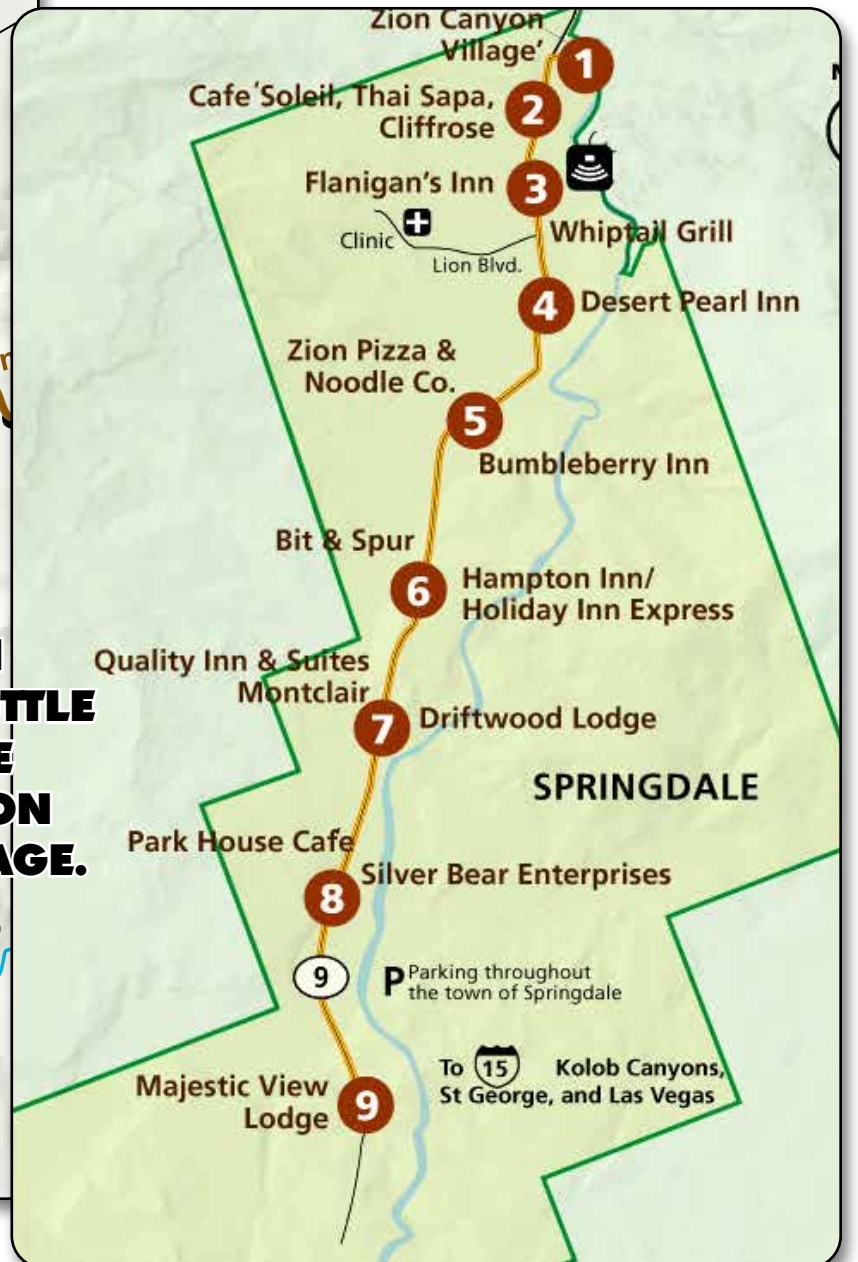 Zion Canyon
Village’
1
Cafe´Soleil, Thai Sapa,
Cliffrose
2
Flanigan’s Inn
3
Clinic
Lion Blvd.
Whiptail Grill
4
Desert Pearl Inn
Zion Pizza &
Noodle Co.
5
Bumbleberry Inn
Bit & Spur
6
Hampton Inn/
Holiday Inn Express
Quality Inn & Suites
Montclair
7
Driftwood Lodge
TTLE
ON
AGE.
SPRINGDALE
Park House Cafe
8
Silver Bear Enterprises
9
P
Parking throughout
the town of Springdale
To 15 Kolob Canyons,
St George, and Las Vegas
Majestic View
Lodge
9